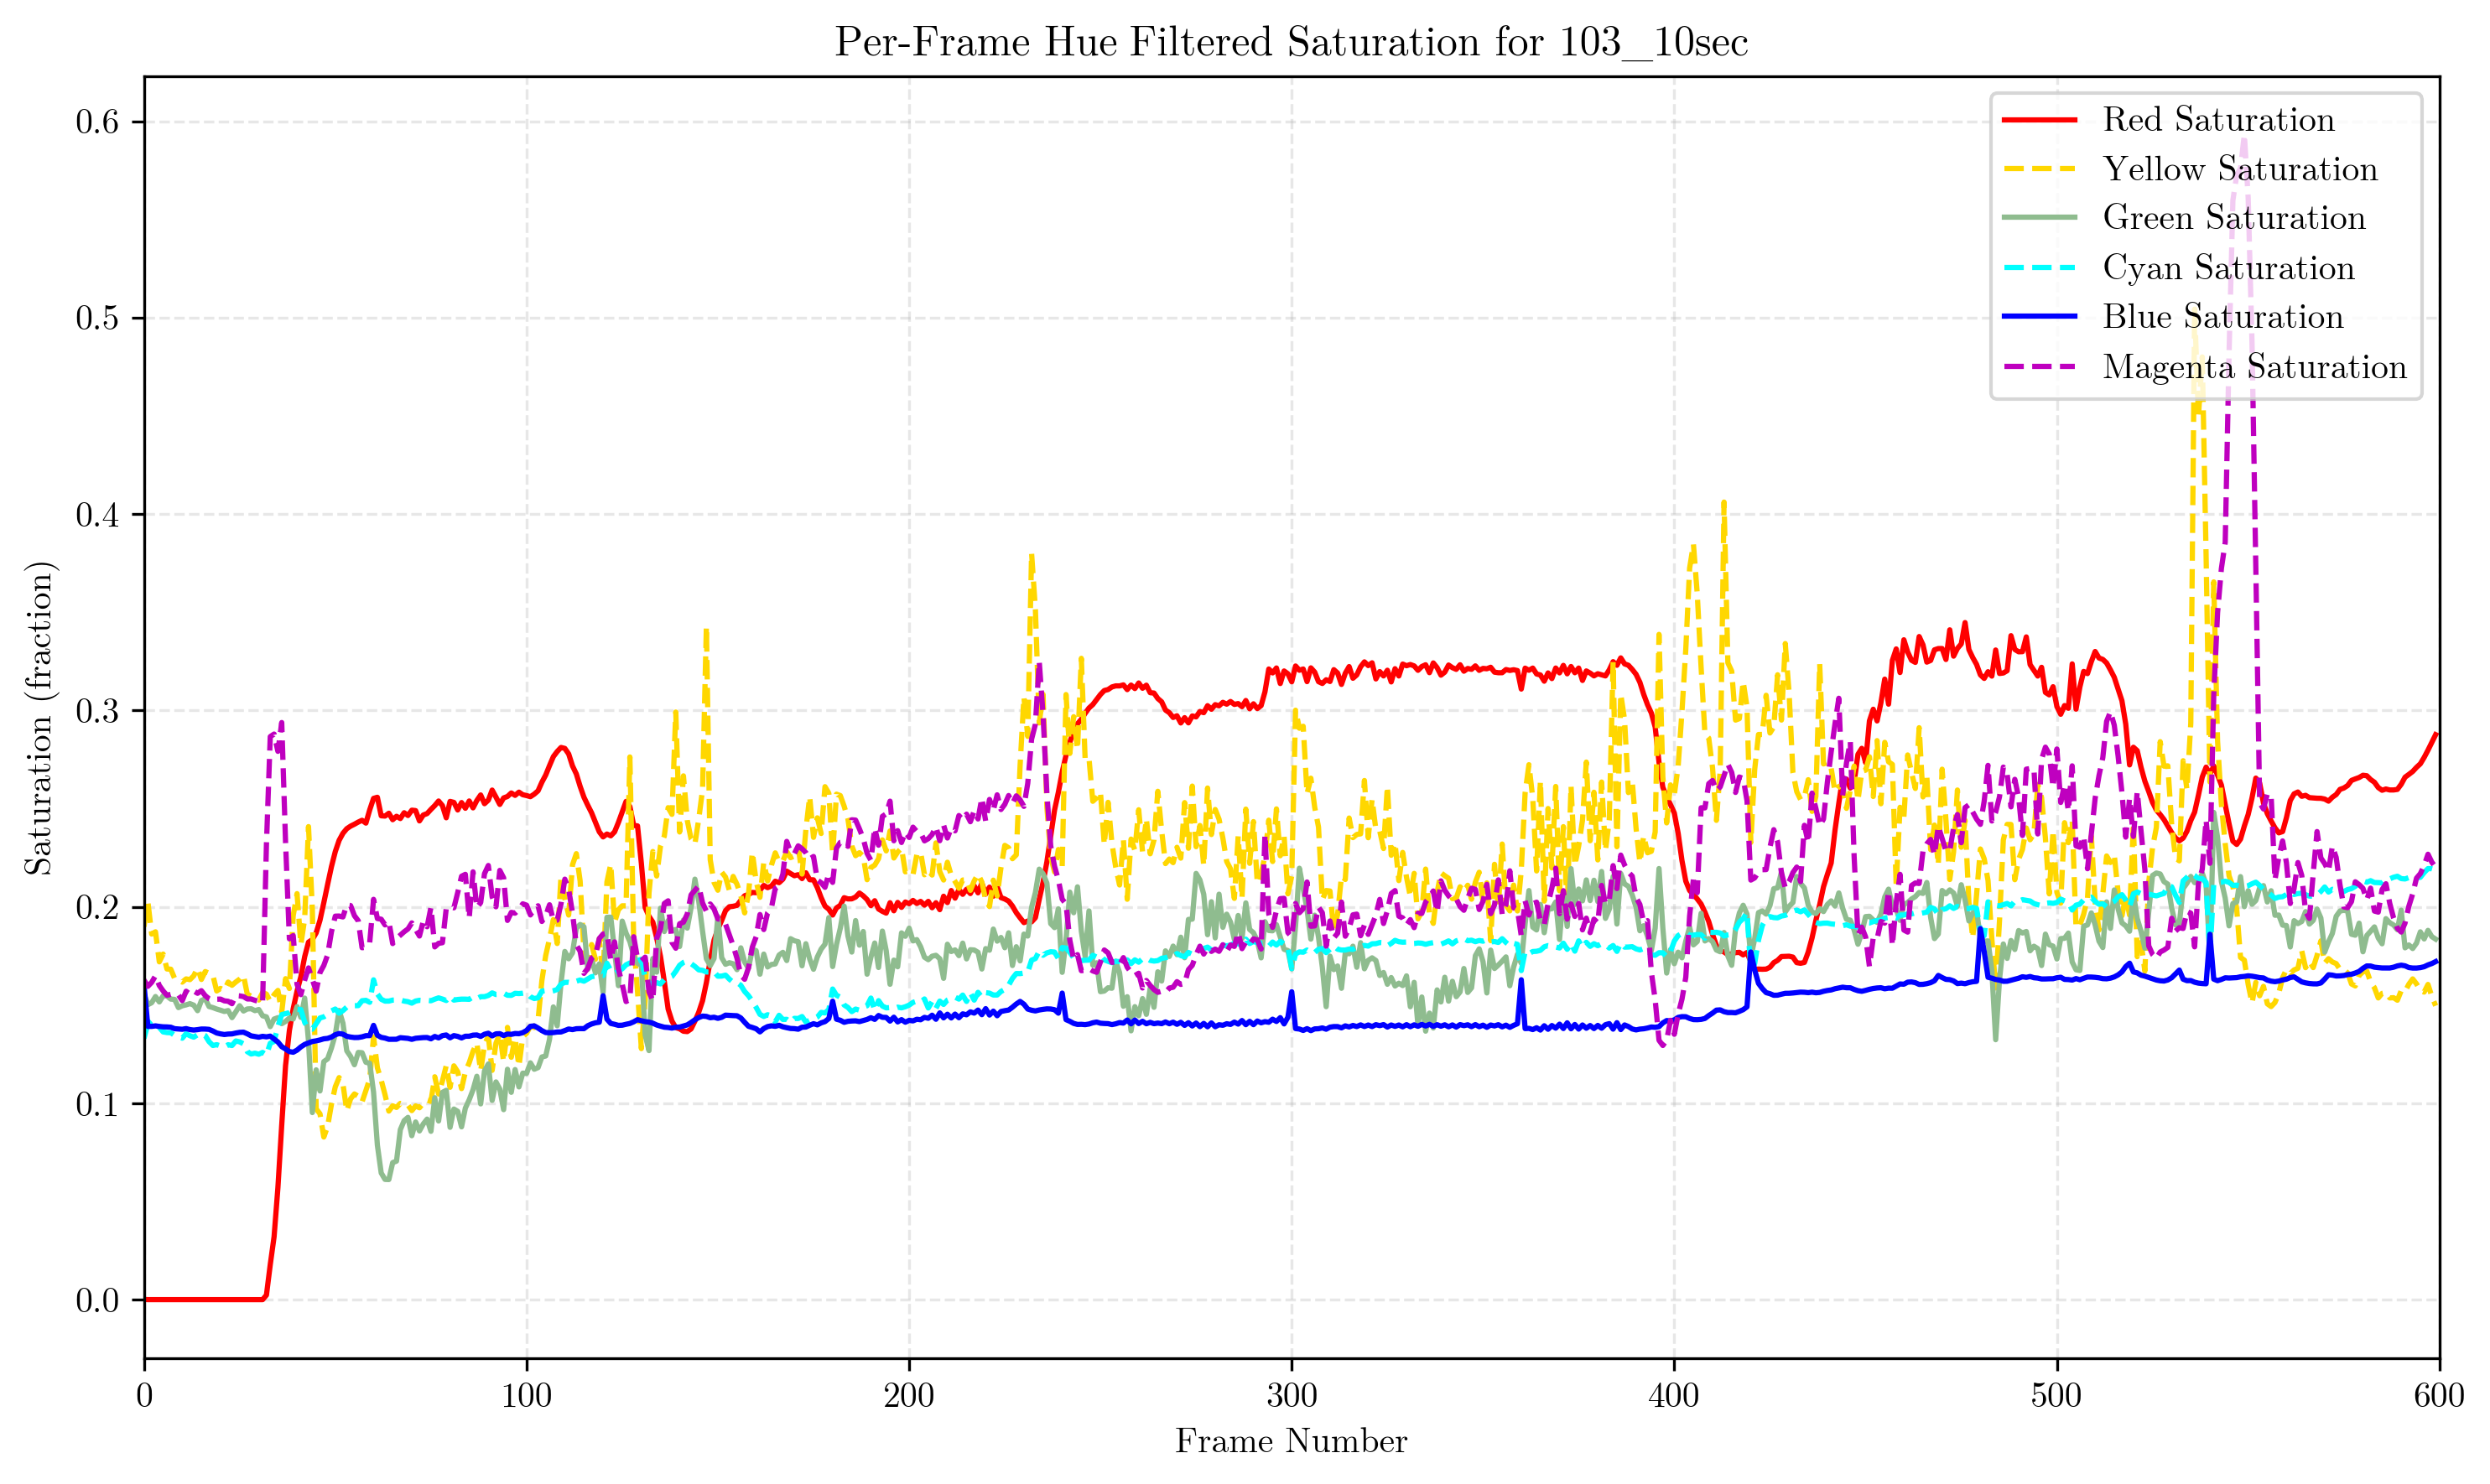 Per-Frame Hue Filtered Saturation for 103_10sec
0.6
0.5
0.4
0.3
0.2
0.1
0.0
Saturation (fraction)
Red Saturation
Yellow Saturation
Green Saturation
Cyan Saturation
Blue Saturation
Magenta Saturation
0 100 200 300 400 500 600
Frame Number